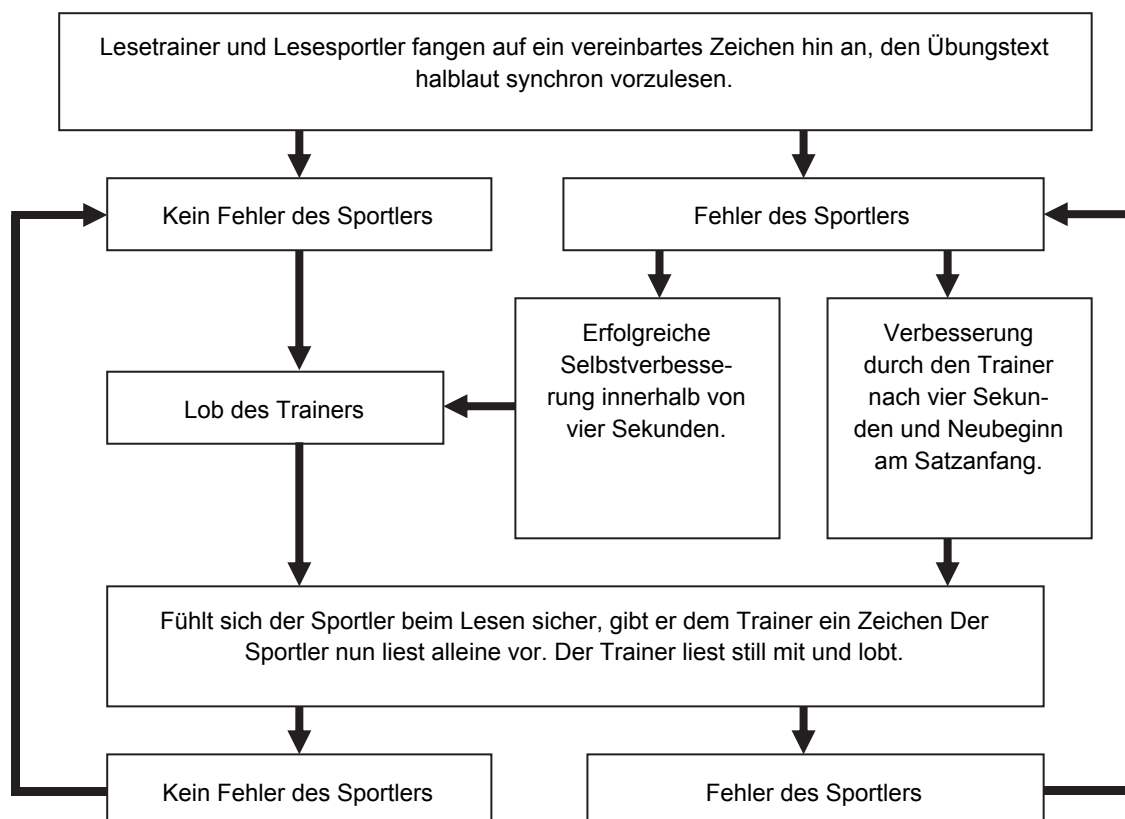 Lesetrainer und Lesesportler fangen auf ein vereinbartes Zeichen hin an, den Übungstext
halblaut synchron vorzulesen.
Kein Fehler des Sportlers
Fehler des Sportlers
Erfolgreiche
Selbstverbesse-
rung innerhalb von
vier Sekunden.
Verbesserung
durch den Trainer
nach vier Sekun-
den und Neubeginn
am Satzanfang.
Lob des Trainers
Fühlt sich der Sportler beim Lesen sicher, gibt er dem Trainer ein Zeichen Der
Sportler nun liest alleine vor. Der Trainer liest still mit und lobt.
Kein Fehler des Sportlers
Fehler des Sportlers